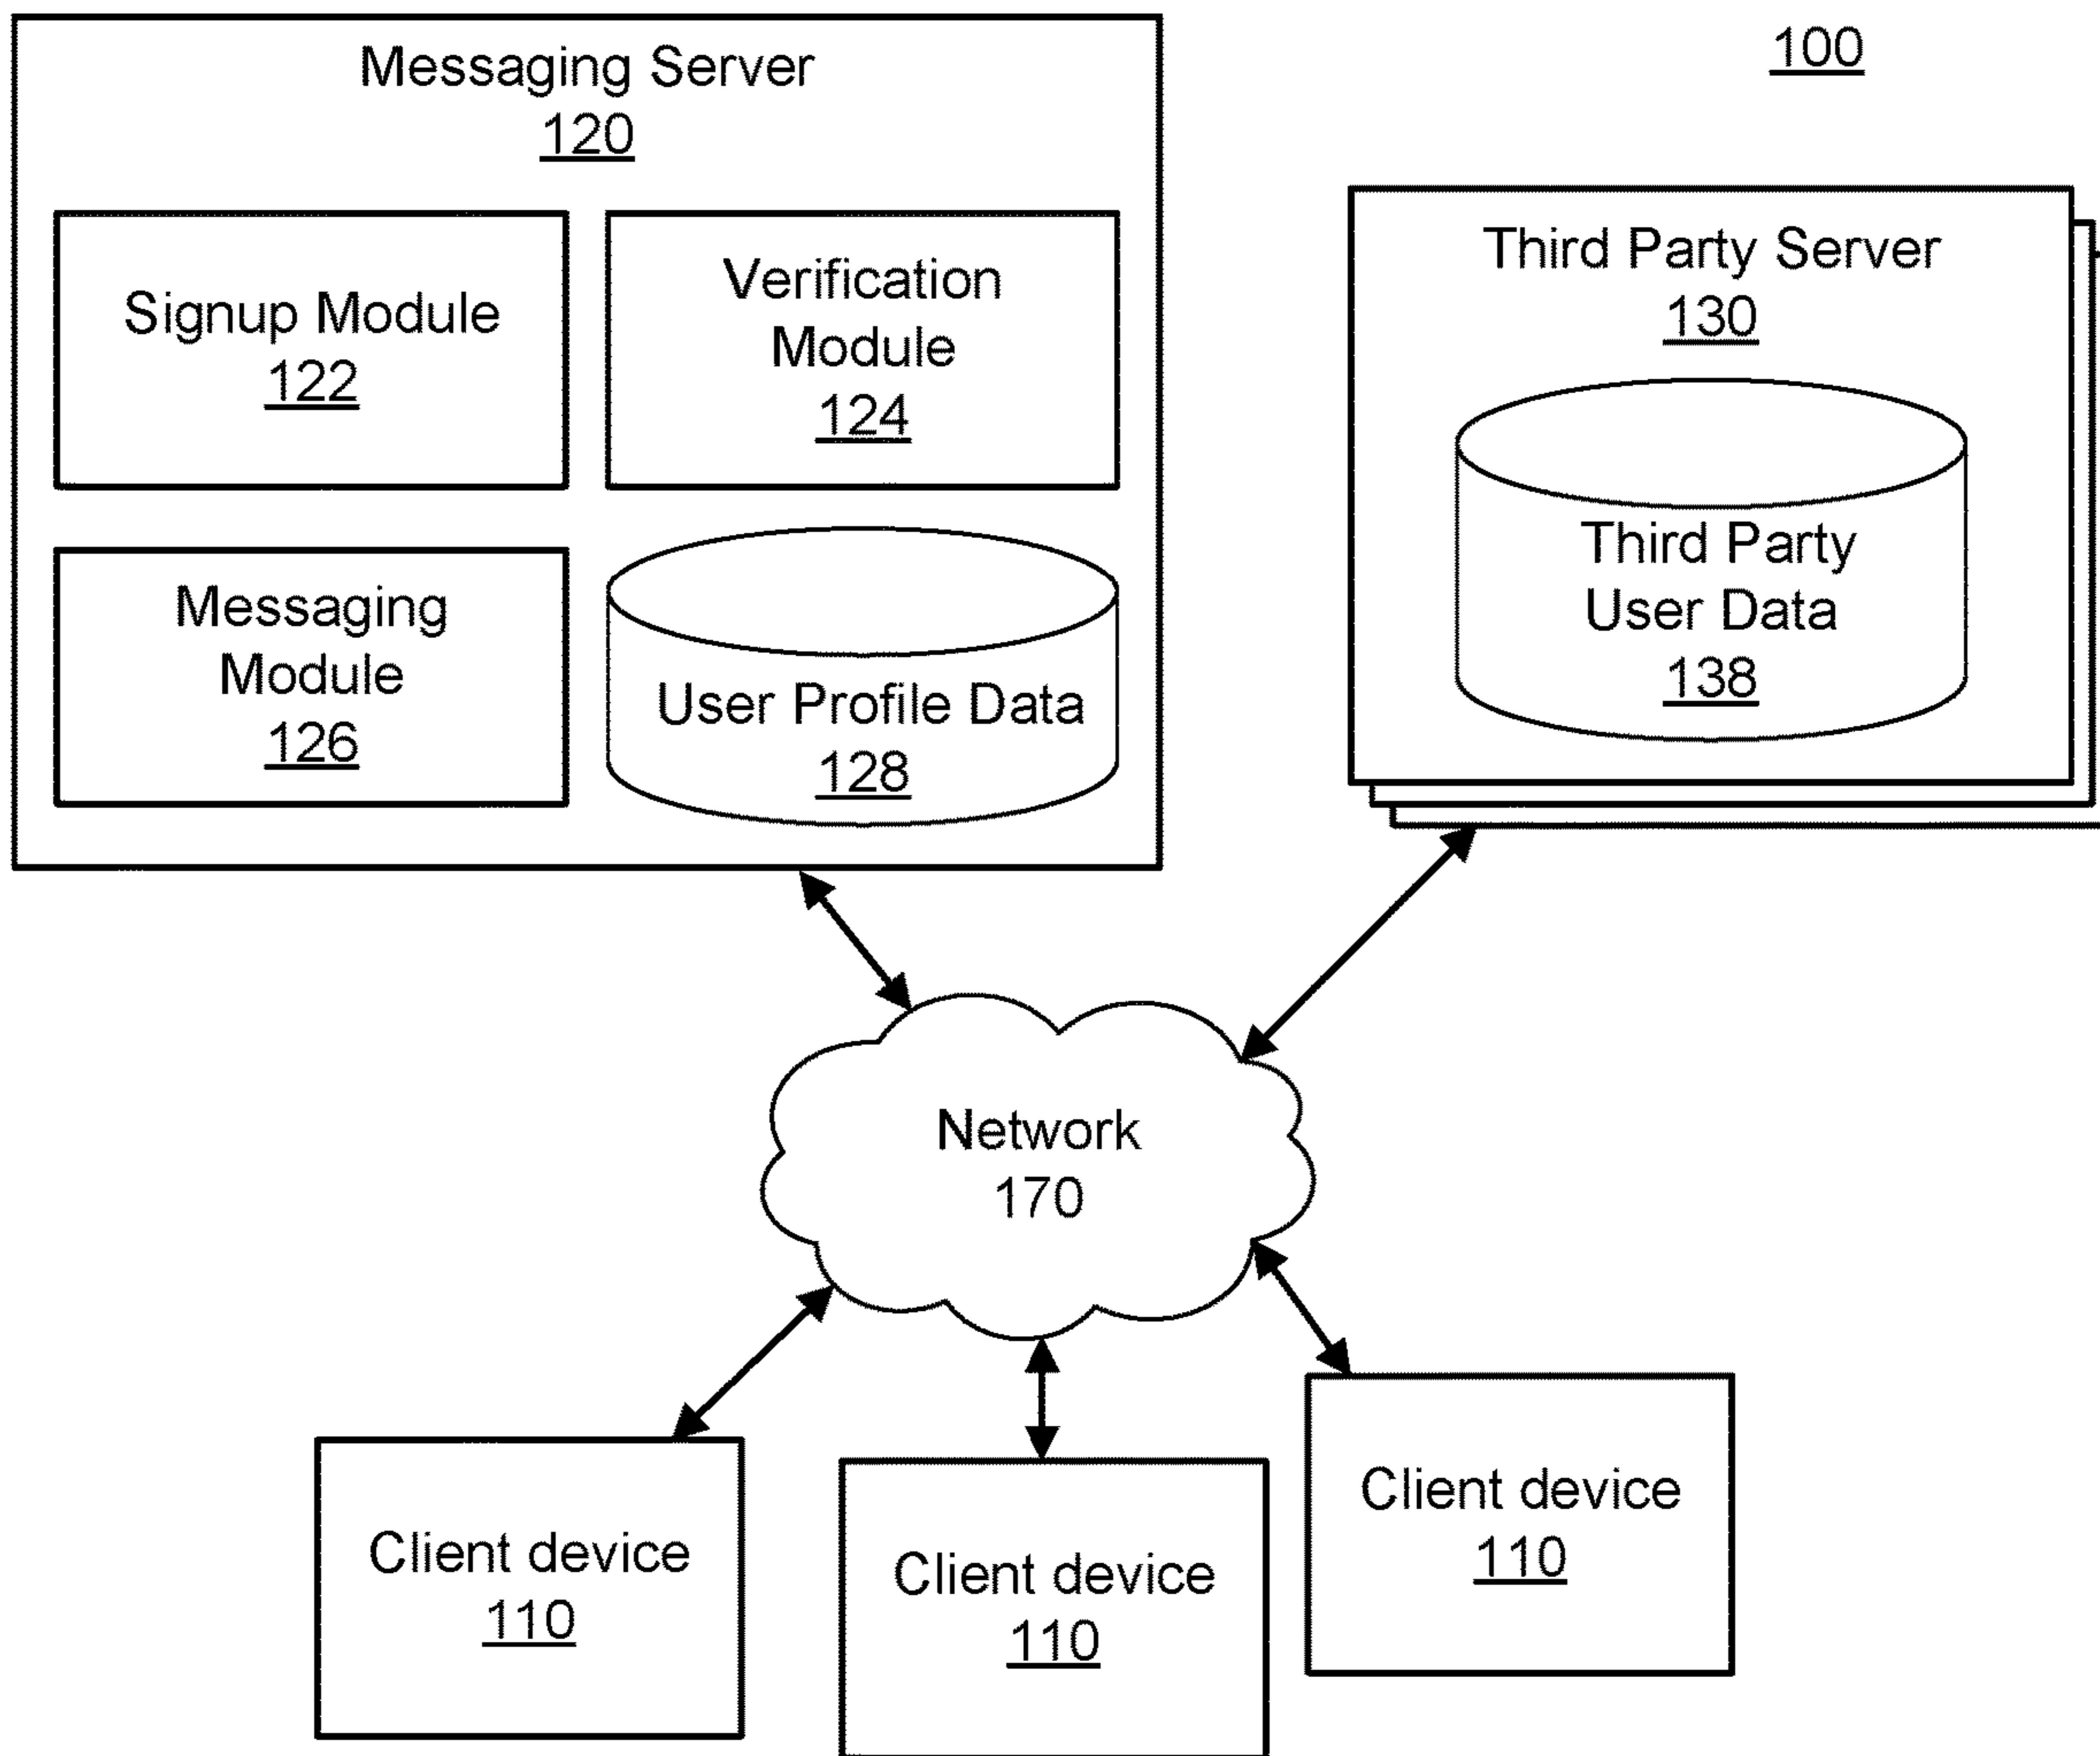 100
Messaging Server
120
Signup Module
122
Verification
Module
124
Messaging
Module
126
User Profile Data
128
Third Party Server
130
Third Party
User Data
138
Network
170
Client device
110
Client device
110
Client device
110